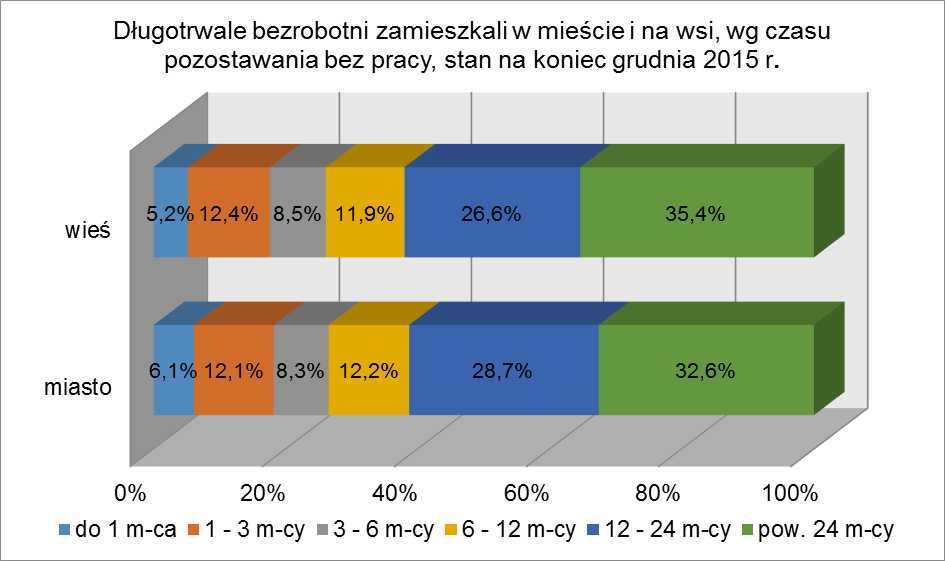 Długotrwale bezrobotni zamieszkali w mieście i na wsi, wg czasu
pozostawania bez pracy, stan na koniec grudnia 2015 r.
wieś
5,2% 12,4% 8,5% 11,9% 26,6% 35,4%
miasto
6,1% 12,1% 8,3% 12,2% 28,7% 32,6%
0% 20% 40% 60% 80% 100%
do 1 m-ca 1 - 3 m-cy 3 - 6 m-cy 6 - 12 m-cy 12 - 24 m-cy pow. 24 m-cy